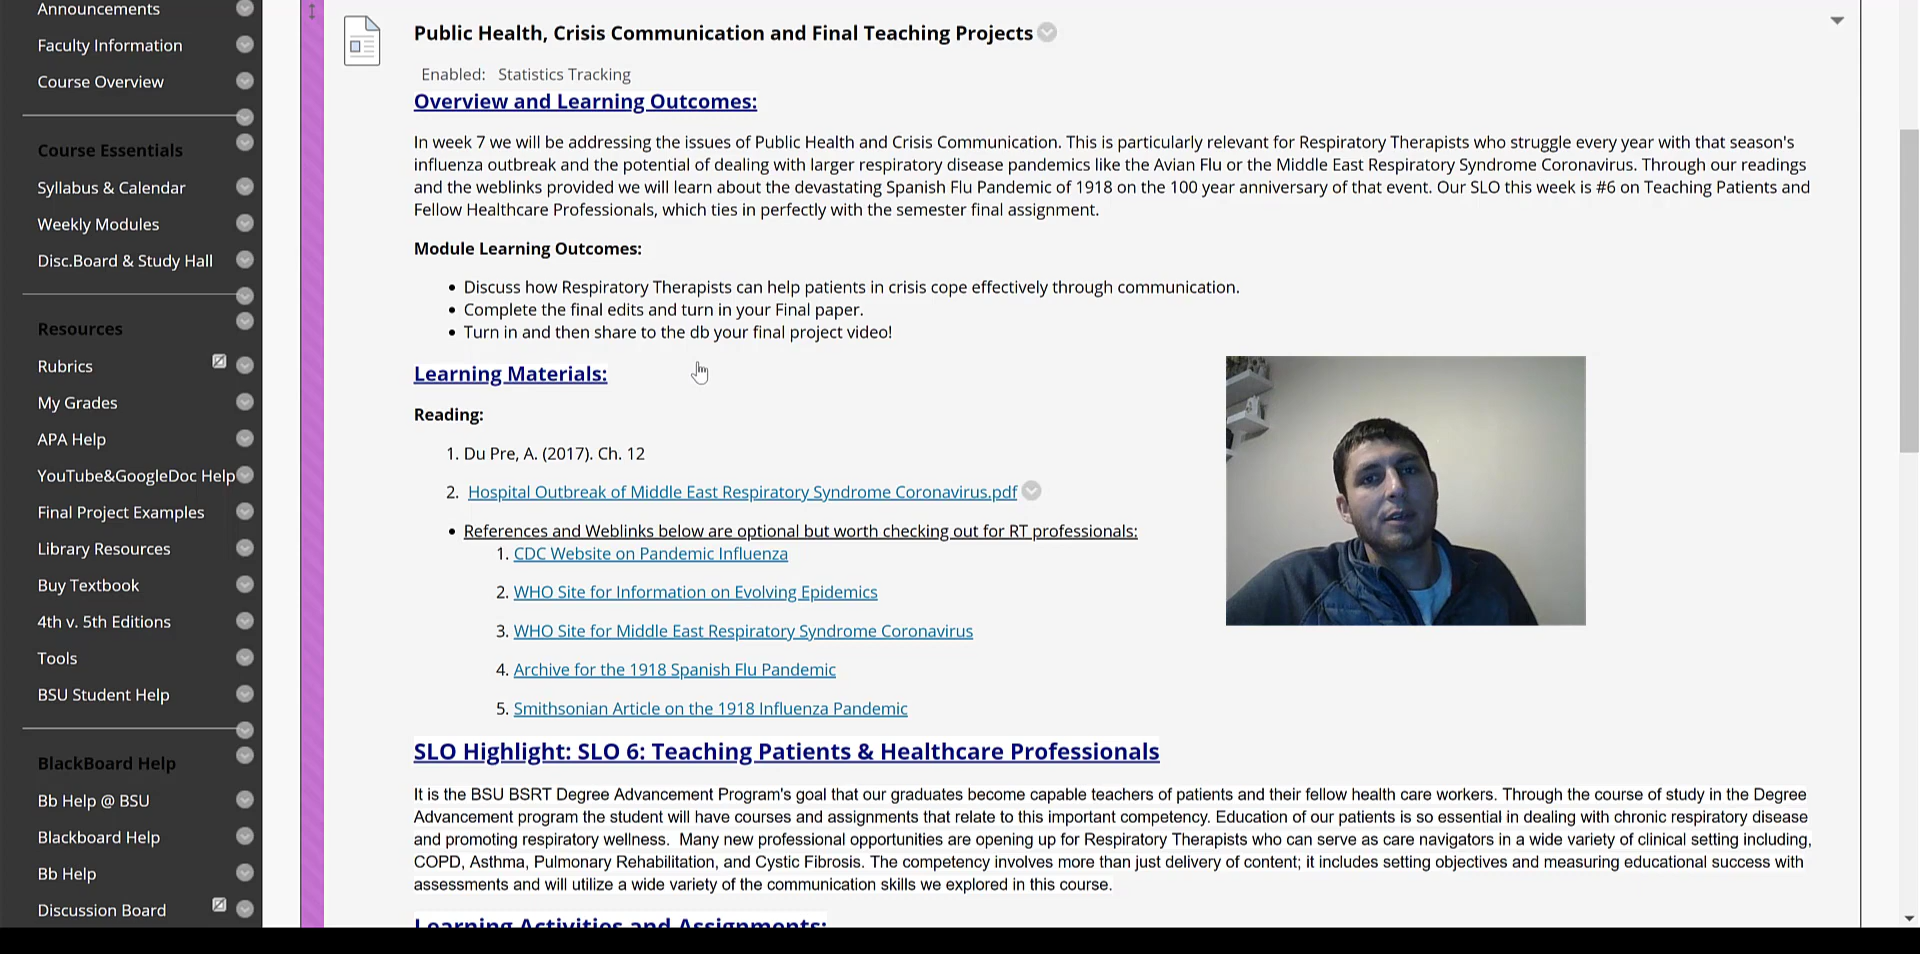 Announcements
Faculty Information
Course Overview
Course Essentials
Syllabus & Calendar
Weekly Modules
Disc.Board & Study Hall
Resources
Rubrics
My Grades
APA Help
YouTube&GoogleDoc Help
Final Project Examples
Library Resources
Buy Textbook
4th v. 5th Editions
Tools
BSU Student Help
BlackBoard Help
Bb Help @ BSU
Blackboard Help
Bb Help
Discussion Board
Public Health, Crisis Communication and Final Teaching Projects
Enabled: Statistics Tracking
Overview and Learning Outcomes:
In week 7 we will be addressing the issues of Public Health and Crisis Communication. This is particularly relevant for Respiratory Therapists who struggle every year with that season's
influenza outbreak and the potential of dealing with larger respiratory disease pandemics like the Avian Flu or the Middle East Respiratory Syndrome Coronavirus. Through our readings
and the weblinks provided we will learn about the devastating Spanish Flu Pandemic of 1918 on the 100 year anniversary of that event. Our SLO this week is #6 on Teaching Patients and
Fellow Healthcare Professionals, which ties in perfectly with the semester final assignment.
Module Learning Outcomes:
• Discuss how Respiratory Therapists can help patients in crisis cope effectively through communication.
• Complete the final edits and turn in your Final paper.
• Turn in and then share to the db your final project video!
Learning Materials:
Reading:
1. Du Pre, A. (2017). Ch. 12
2. Hospital Outbreak of Middle East Respiratory Syndrome Coronavirus.pdf
• References and Weblinks below are optional but worth checking out for RT professionals:
1. CDC Website on Pandemic Influenza
2. WHO Site for Information on Evolving Epidemics
3. WHO Site for Middle East Respiratory Syndrome Coronavirus
4. Archive for the 1918 Spanish Flu Pandemic
5. Smithsonian Article on the 1918 Influenza Pandemic
SLO Highlight: SLO 6: Teaching Patients & Healthcare Professionals
It is the BSU BSRT Degree Advancement Program's goal that our graduates become capable teachers of patients and their fellow health care workers. Through the course of study in the Degree
Advancement program the student will have courses and assignments that relate to this important competency. Education of our patients is so essential in dealing with chronic respiratory disease
and promoting respiratory wellness. Many new professional opportunities are opening up for Respiratory Therapists who can serve as care navigators in a wide variety of clinical setting including,
COPD, Asthma, Pulmonary Rehabilitation, and Cystic Fibrosis. The competency involves more than just delivery of content; it includes setting objectives and measuring educational success with
assessments and will utilize a wide variety of the communication skills we explored in this course.
Learning Activities and Assignments: